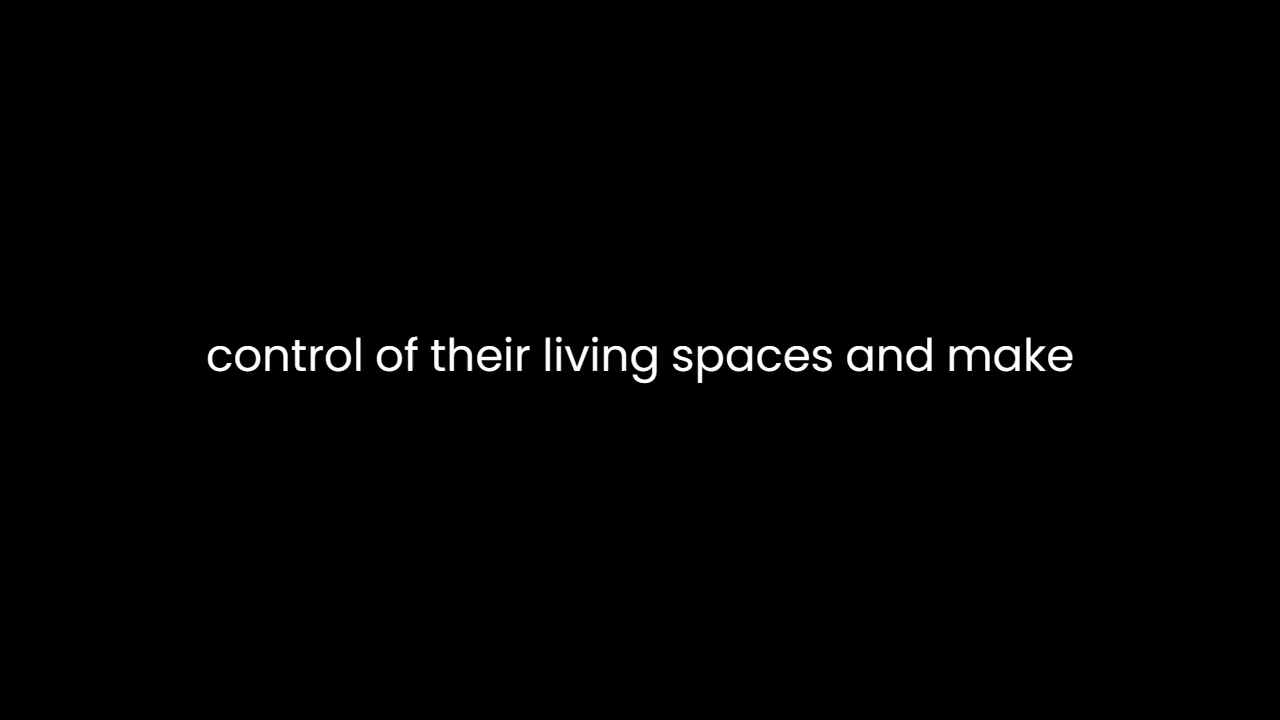 control of their living spaces and make